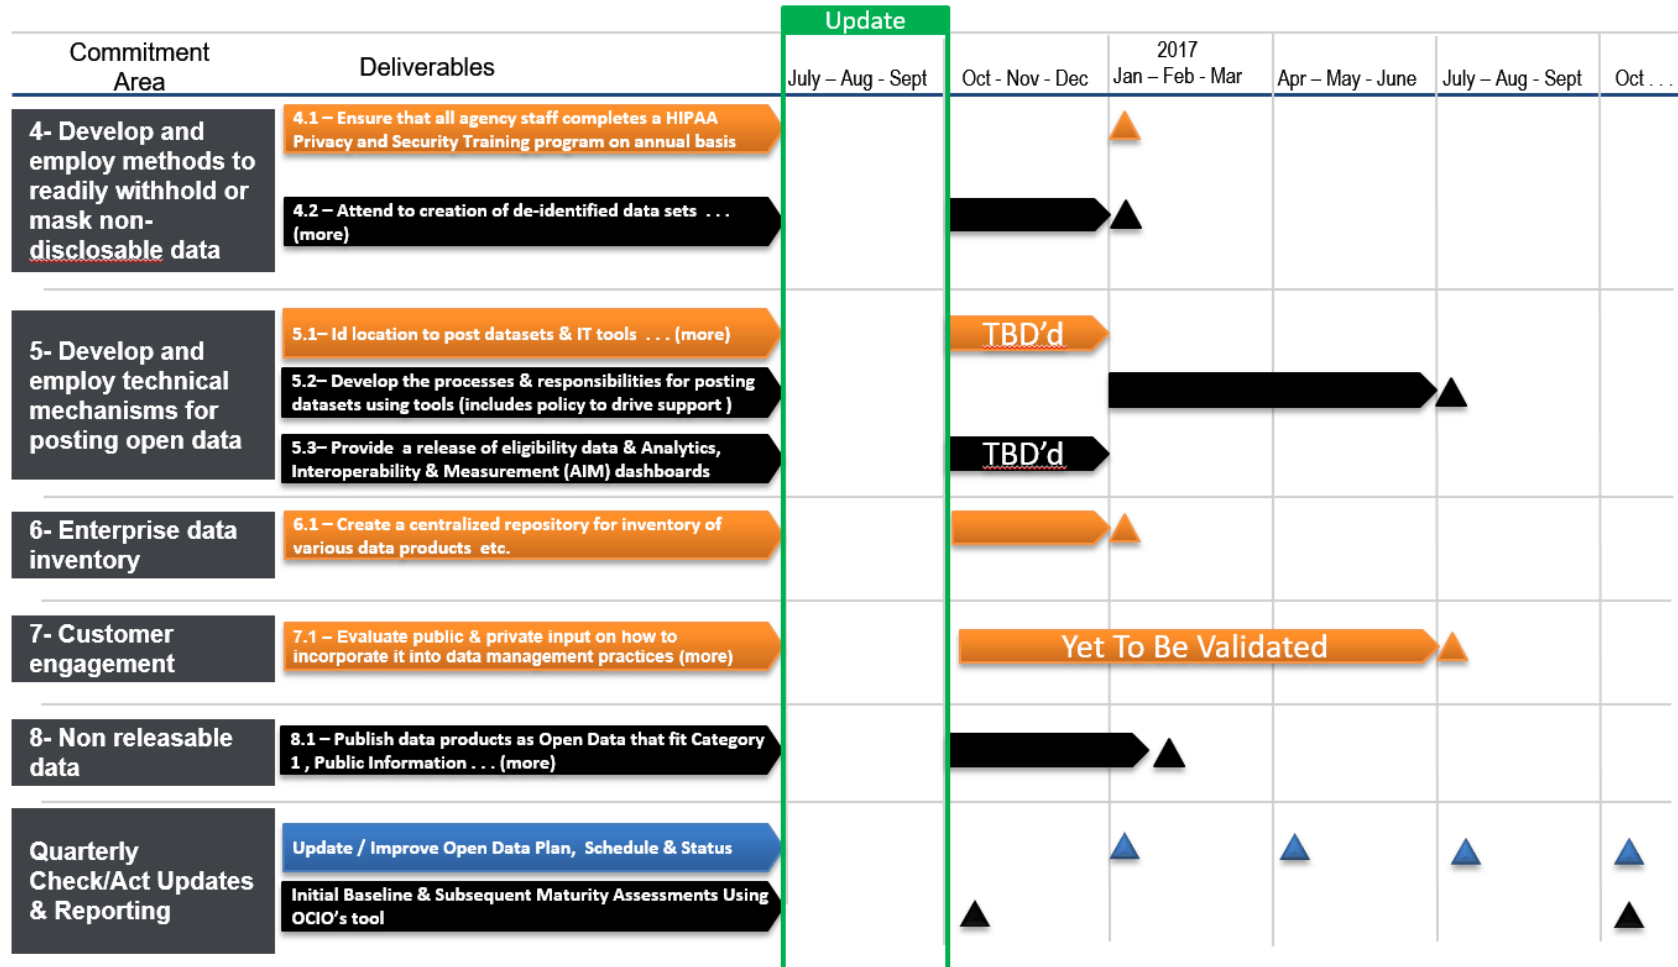 Update
Commitment
Area
Deliverables
July – Aug - Sept
Oct - Nov - Dec
2017
Jan – Feb - Mar
Apr – May - June
July – Aug - Sept
Oct . . .
4- Develop and
employ methods to
readily withhold or
mask non-
disclosable data
4.1 – Ensure that all agency staff completes a HIPAA
Privacy and Security Training program on annual basis
4.2 – Attend to creation of de-identified data sets . . .
(more)
5- Develop and
employ technical
mechanisms for
posting open data
5.1– Id location to post datasets & IT tools . . . (more)
TBD’d
5.2– Develop the processes & responsibilities for posting
datasets using tools (includes policy to drive support )
5.3– Provide a release of eligibility data & Analytics,
Interoperability & Measurement (AIM) dashboards
TBD’d
6- Enterprise data
inventory
6.1 – Create a centralized repository for inventory of
various data products etc.
7- Customer
engagement
7.1 – Evaluate public & private input on how to
incorporate it into data management practices (more)
Yet To Be Validated
8- Non releasable
data
8.1 – Publish data products as Open Data that fit Category
1 , Public Information . . . (more)
Quarterly
Check/Act Updates
& Reporting
Update / Improve Open Data Plan, Schedule & Status
Initial Baseline & Subsequent Maturity Assessments Using
OCIO’s tool